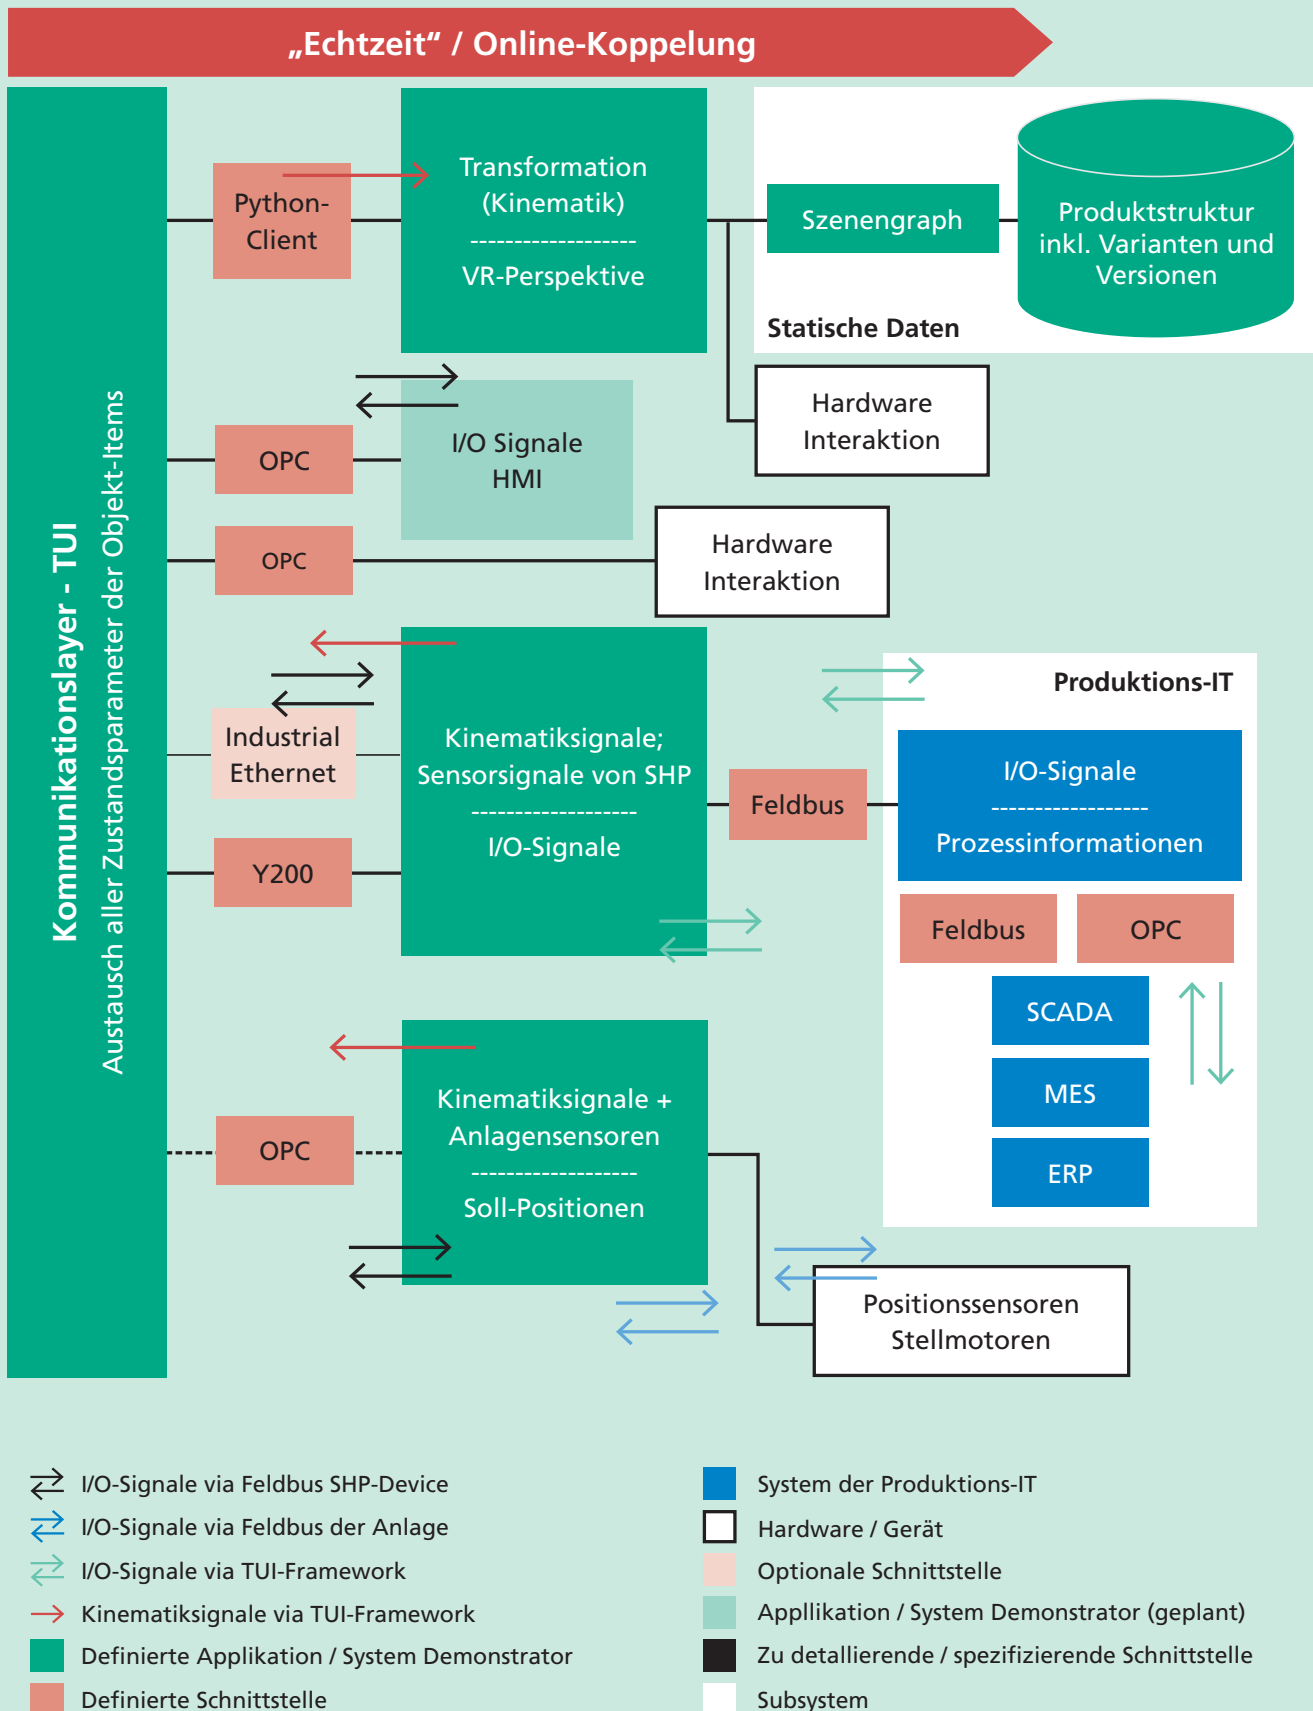 „Echtzeit“ / Online-Koppelung
Kommunikationslayer - TUI
Austausch aller Zustandsparameter der Objekt-Items
Python-
Client
Transformation
(Kinematik)
-------------------
VR-Perspektive
Szenengraph
Produktstruktur
inkl. Varianten und
Versionen
Statische Daten
Hardware
Interaktion
OPC
I/O Signale
HMI
OPC
Hardware
Interaktion
Industrial
Ethernet
Y200
Kinematiksignale;
Sensorsignale von SHP
-------------------
I/O-Signale
Feldbus
Produktions-IT
I/O-Signale
------------------
Prozessinformationen
Feldbus
OPC
SCADA
MES
ERP
OPC
Kinematiksignale +
Anlagensensoren
-------------------
Soll-Positionen
Positionssensoren
Stellmotoren
I/O-Signale via Feldbus SHP-Device
I/O-Signale via Feldbus der Anlage
I/O-Signale via TUI-Framework
Kinematiksignale via TUI-Framework
Definierte Applikation / System Demonstrator
Definierte Schnittstelle
System der Produktions-IT
Hardware / Gerät
Optionale Schnittstelle
Appllikation / System Demonstrator (geplant)
Zu detallierende / spezifizierende Schnittstelle
Subsystem